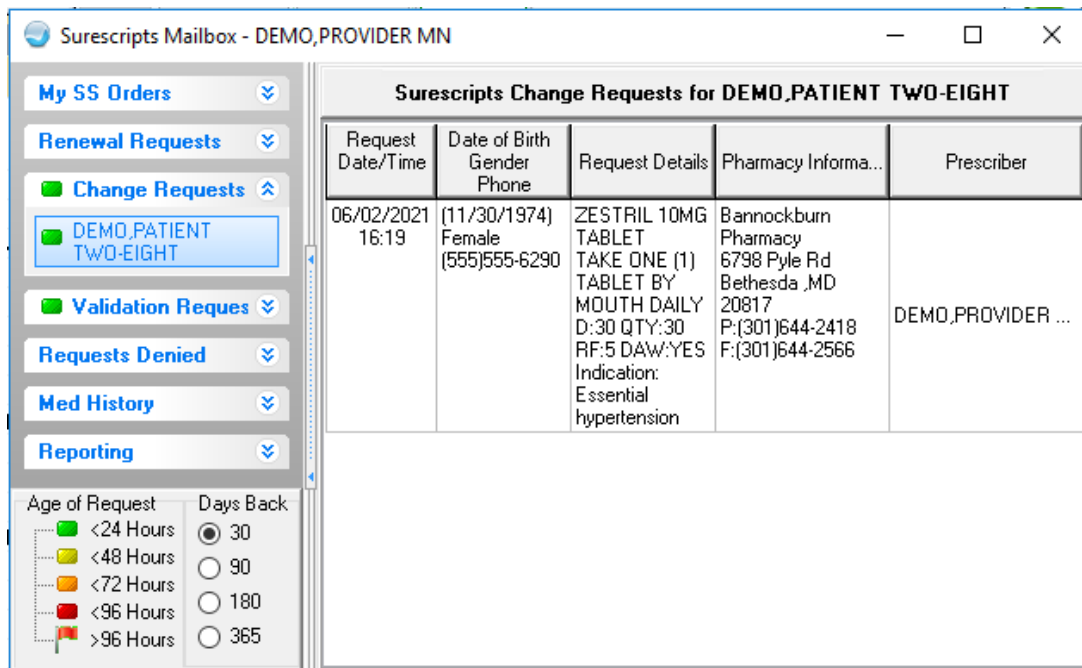 Surescripts Mailbox - DEMO,PROVIDER MN
My SS Orders
Renewal Requests
Change Requests
DEMO,PATIENT
TWO-EIGHT
Validation Reques
Requests Denied
Med History
Reporting
Age of Request
<24 Hours
<48 Hours
<72 Hours
<96 Hours
>96 Hours
Days Back
30
90
180
365
Surescripts Change Requests for DEMO,PATIENT TWO-EIGHT
Request
Date/Time
Date of Birth
Gender
Phone
Request Details
Pharmacy Informa...
Prescriber
06/02/2021
16:19
(11/30/1974)
Female
(555)555-6290
ZESTRIL 10MG
TABLET
TAKE ONE (1)
TABLET BY
MOUTH DAILY
D:30 QTY:30
RF:5 DAW:YES
Indication:
Essential
hypertension
Bannockburn
Pharmacy
6798 Pyle Rd
Bethesda ,MD
20817
P:(301)644-2418
F:(301)644-2566
DEMO,PROVIDER ...